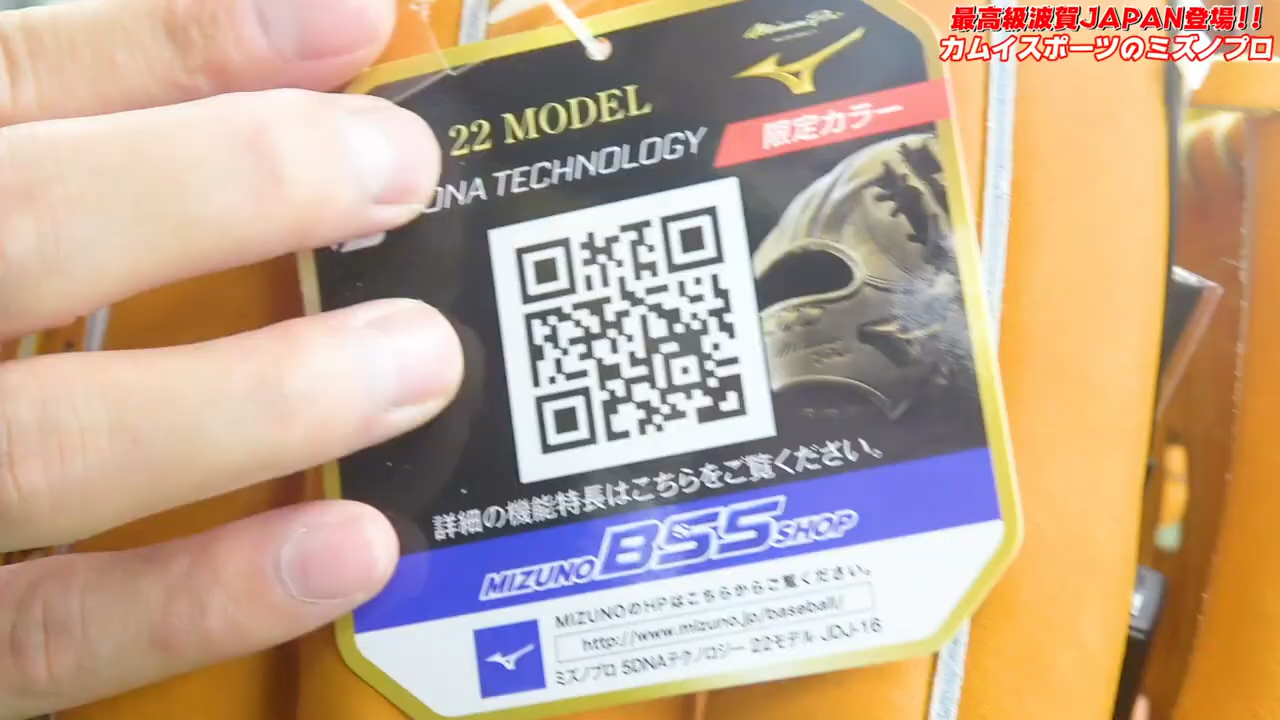 最高級波賀JAPAN登場!!
カムイスポーツのミズノプロ
Mizuno Pro
22 MODEL
限定カラー
DNA TECHNOLOGY
詳細の機能特長はこちらをご覧ください。
MIZUNO BSS SHOP
MIZUNOのHPはこちらからご覧ください。
http://www.mizuno.jp/baseball/
ミズノプロ 5DNAテクノロジー 22モデル JDJ-16